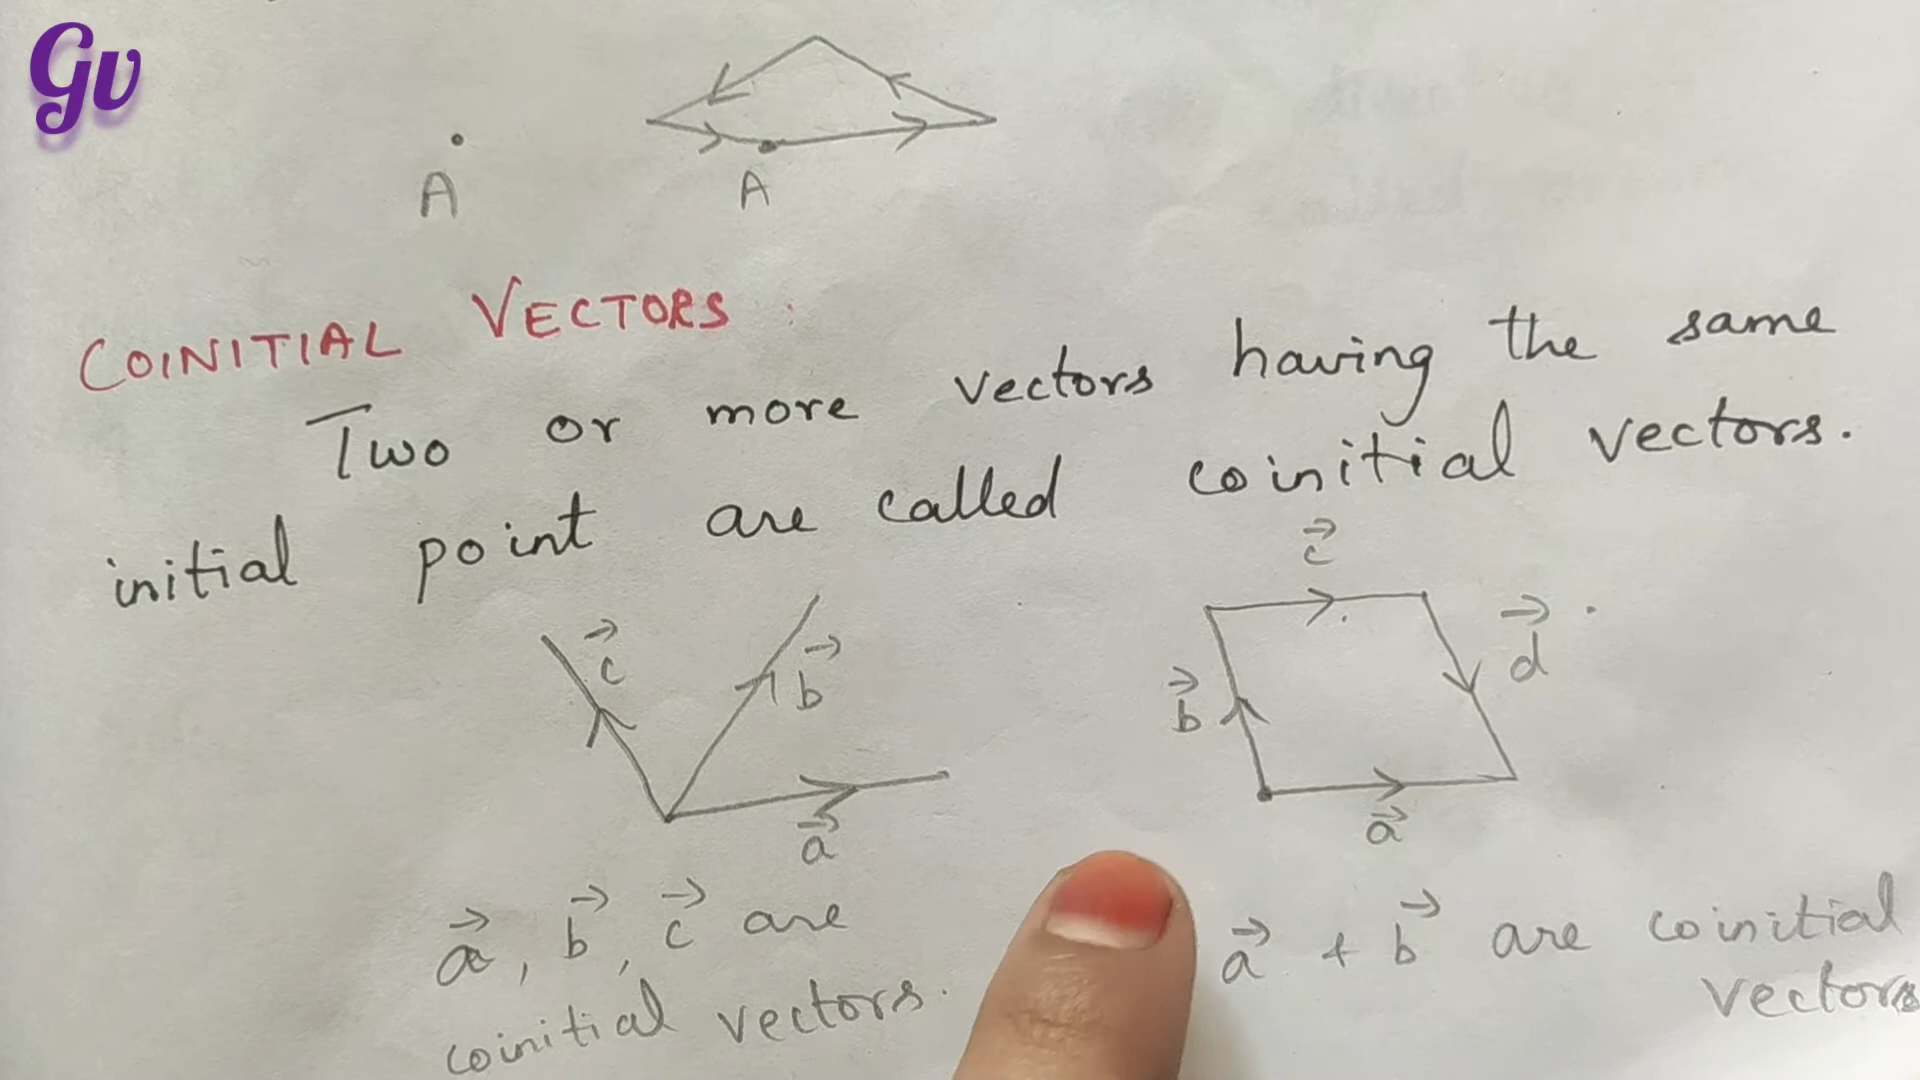 Gv
A
A
COINITIAL VECTORS:
Two or more vectors having the same
initial point are called coinitial vectors.
c⃗
b⃗
a⃗
c⃗
d⃗
b⃗
a⃗
a⃗, b⃗, c⃗ are
coinitial vectors.
a⃗ + b⃗ are coinitial
vectors